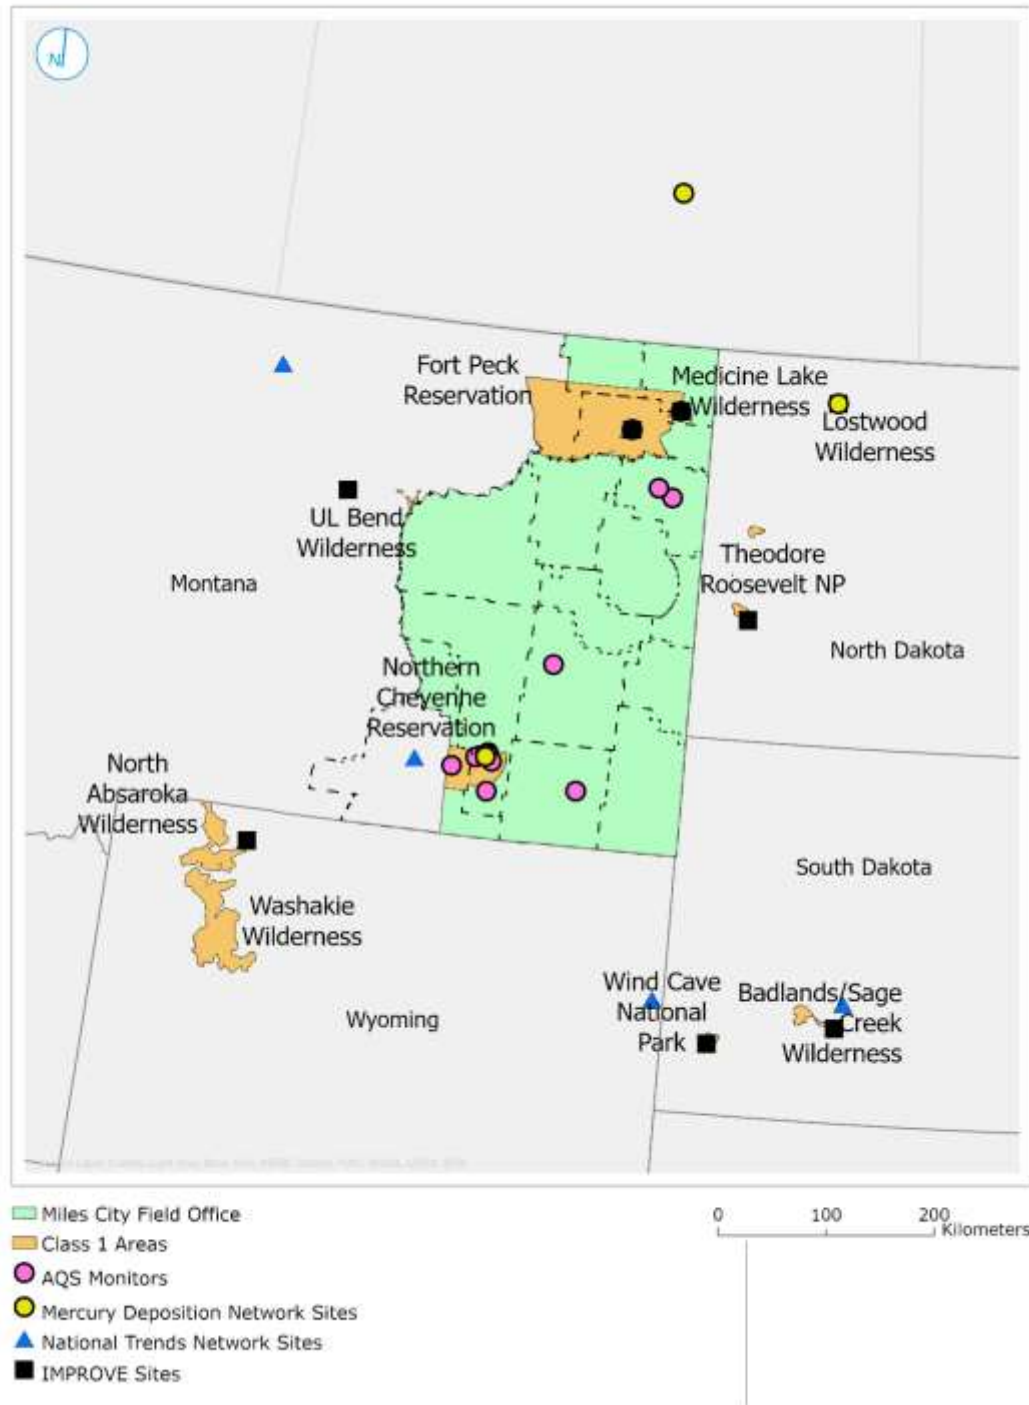 N
Fort Peck
Reservation
Medicine Lake
Wilderness
Lostwood
Wilderness
UL Bend
Wilderness
Theodore
Roosevelt NP
Montana
North Dakota
Northern
Cheyenne
Reservation
North
Absaroka
Wilderness
South Dakota
Washakie
Wilderness
Wind Cave
National
Park
Badlands/Sage
Creek
Wilderness
Wyoming
Miles City Field Office
Class 1 Areas
AQS Monitors
Mercury Deposition Network Sites
National Trends Network Sites
IMPROVE Sites
0 100 200
Kilometers